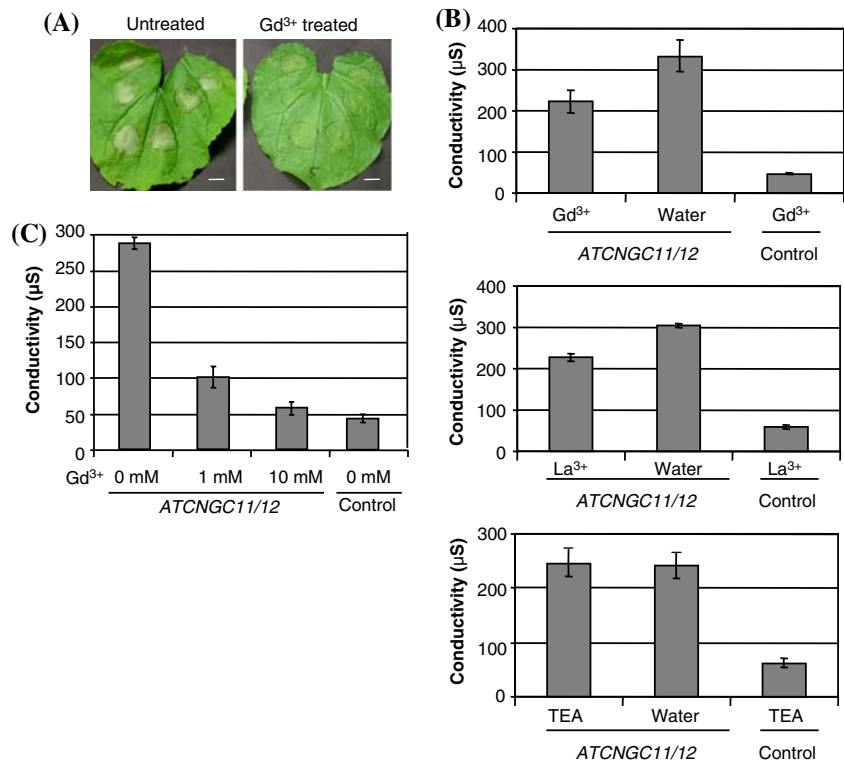 (A)
Untreated Gd³⁺ treated
(B)
Conductivity (µS)
400
300
200
100
0
Gd³⁺ Water Gd³⁺
ATCNGC11/12 Control
Conductivity (µS)
400
300
200
100
0
La³⁺ Water La³⁺
ATCNGC11/12 Control
Conductivity (µS)
300
200
100
0
TEA Water TEA
ATCNGC11/12 Control
(C)
Conductivity (µS)
300
250
200
150
100
50
0
Gd³⁺ 0 mM 1 mM 10 mM 0 mM
ATCNGC11/12 Control